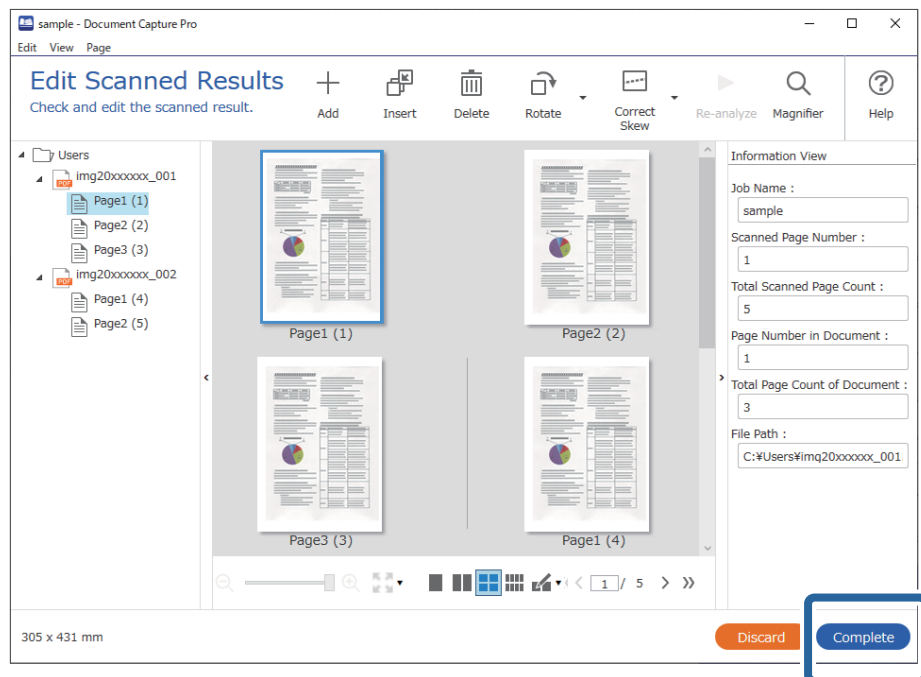 sample - Document Capture Pro
Edit View Page
Edit Scanned Results
Check and edit the scanned result.
Add
Insert
Delete
Rotate
Correct
Skew
Re-analyze
Magnifier
Help
Users
PDF
img20xxxxxx_001
Page1 (1)
Page2 (2)
Page3 (3)
PDF
img20xxxxxx_002
Page1 (4)
Page2 (5)
Page1 (1)
Page2 (2)
Page3 (3)
Page1 (4)
1 / 5
Information View
Job Name :
sample
Scanned Page Number :
1
Total Scanned Page Count :
5
Page Number in Document :
1
Total Page Count of Document :
3
File Path :
C:¥Users¥img20xxxxxx_001.
305 x 431 mm
Discard
Complete